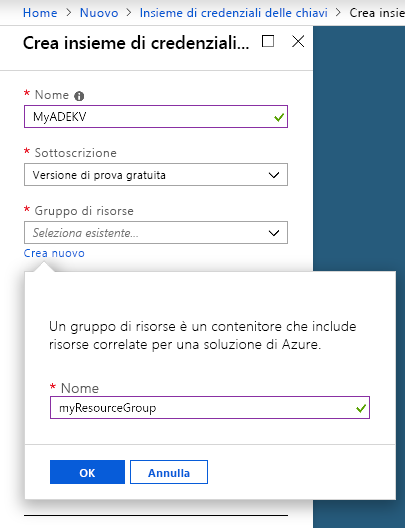 Home > Nuovo > Insieme di credenziali delle chiavi > Crea insie
Crea insieme di credenziali...
* Nome
MyADEKV
* Sottoscrizione
Versione di prova gratuita
* Gruppo di risorse
Seleziona esistente...
Crea nuovo
Un gruppo di risorse è un contenitore che include
risorse correlate per una soluzione di Azure.
* Nome
myResourceGroup
OK
Annulla